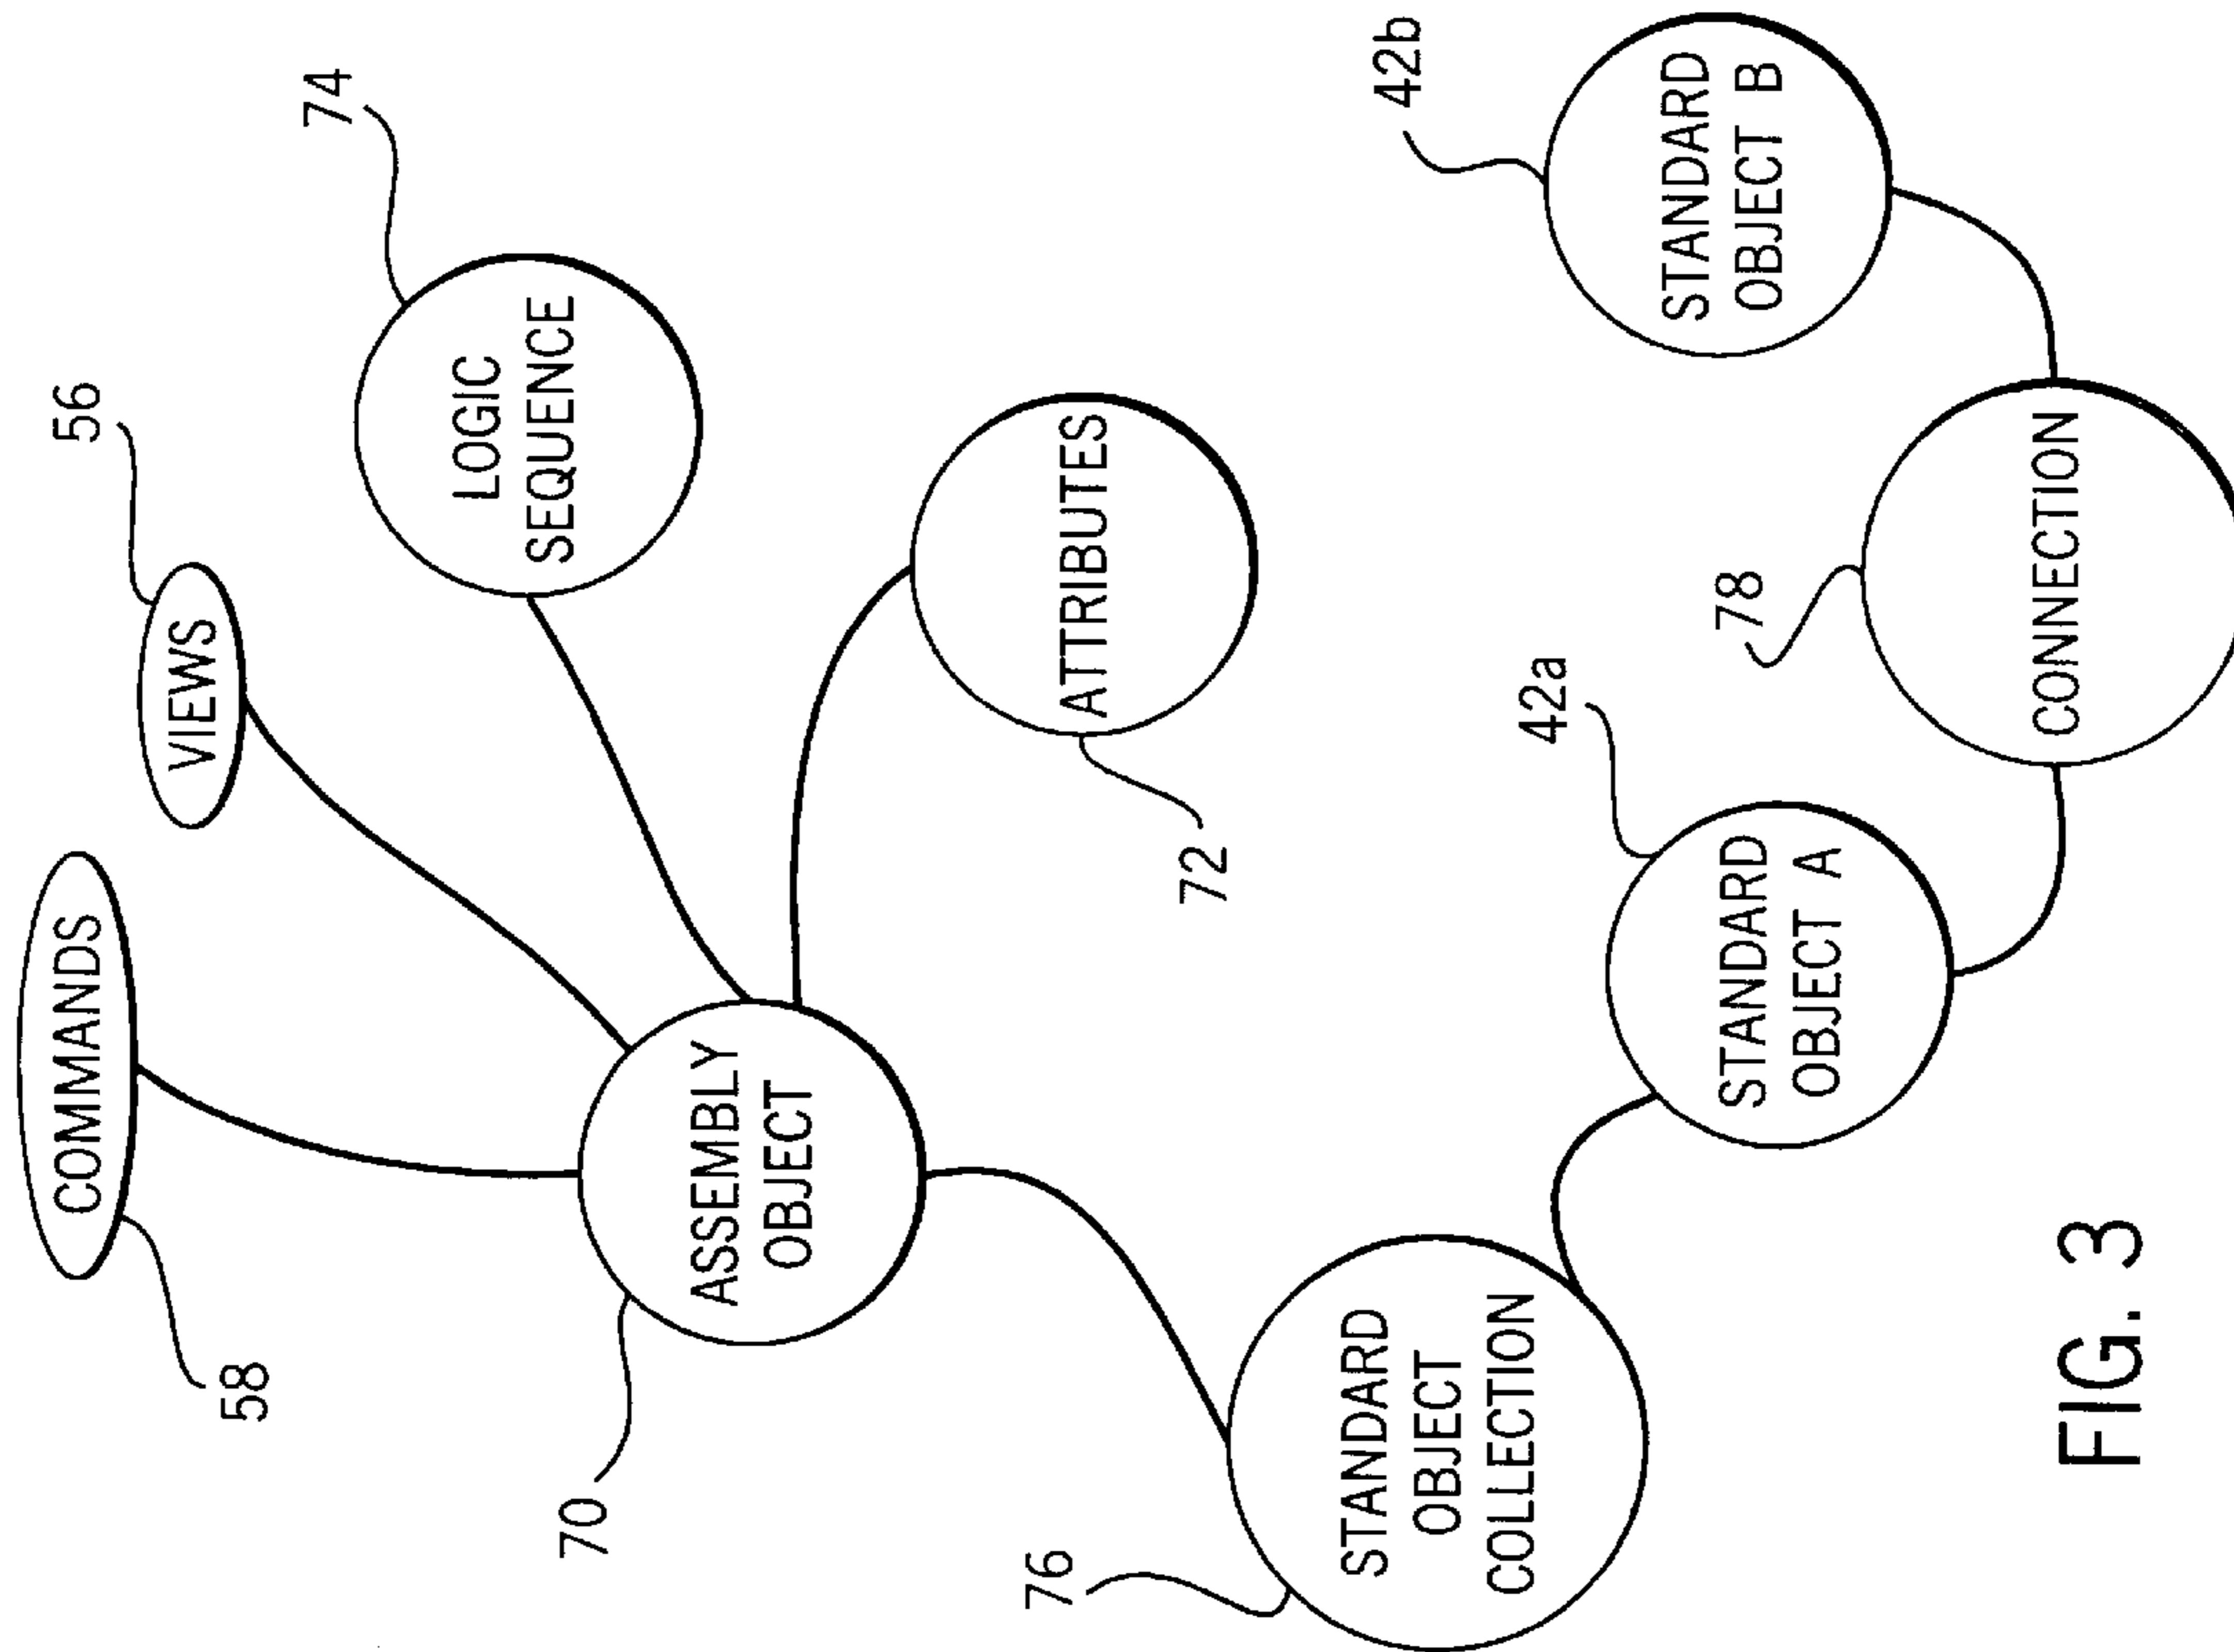 COMMANDS
58
VIEWS
56
74
LOGIC
SEQUENCE
70
ASSEMBLY
OBJECT
ATTRIBUTES
72
76
STANDARD
OBJECT
COLLECTION
42a
STANDARD
OBJECT A
78
CONNECTION
42b
STANDARD
OBJECT B
FIG. 3